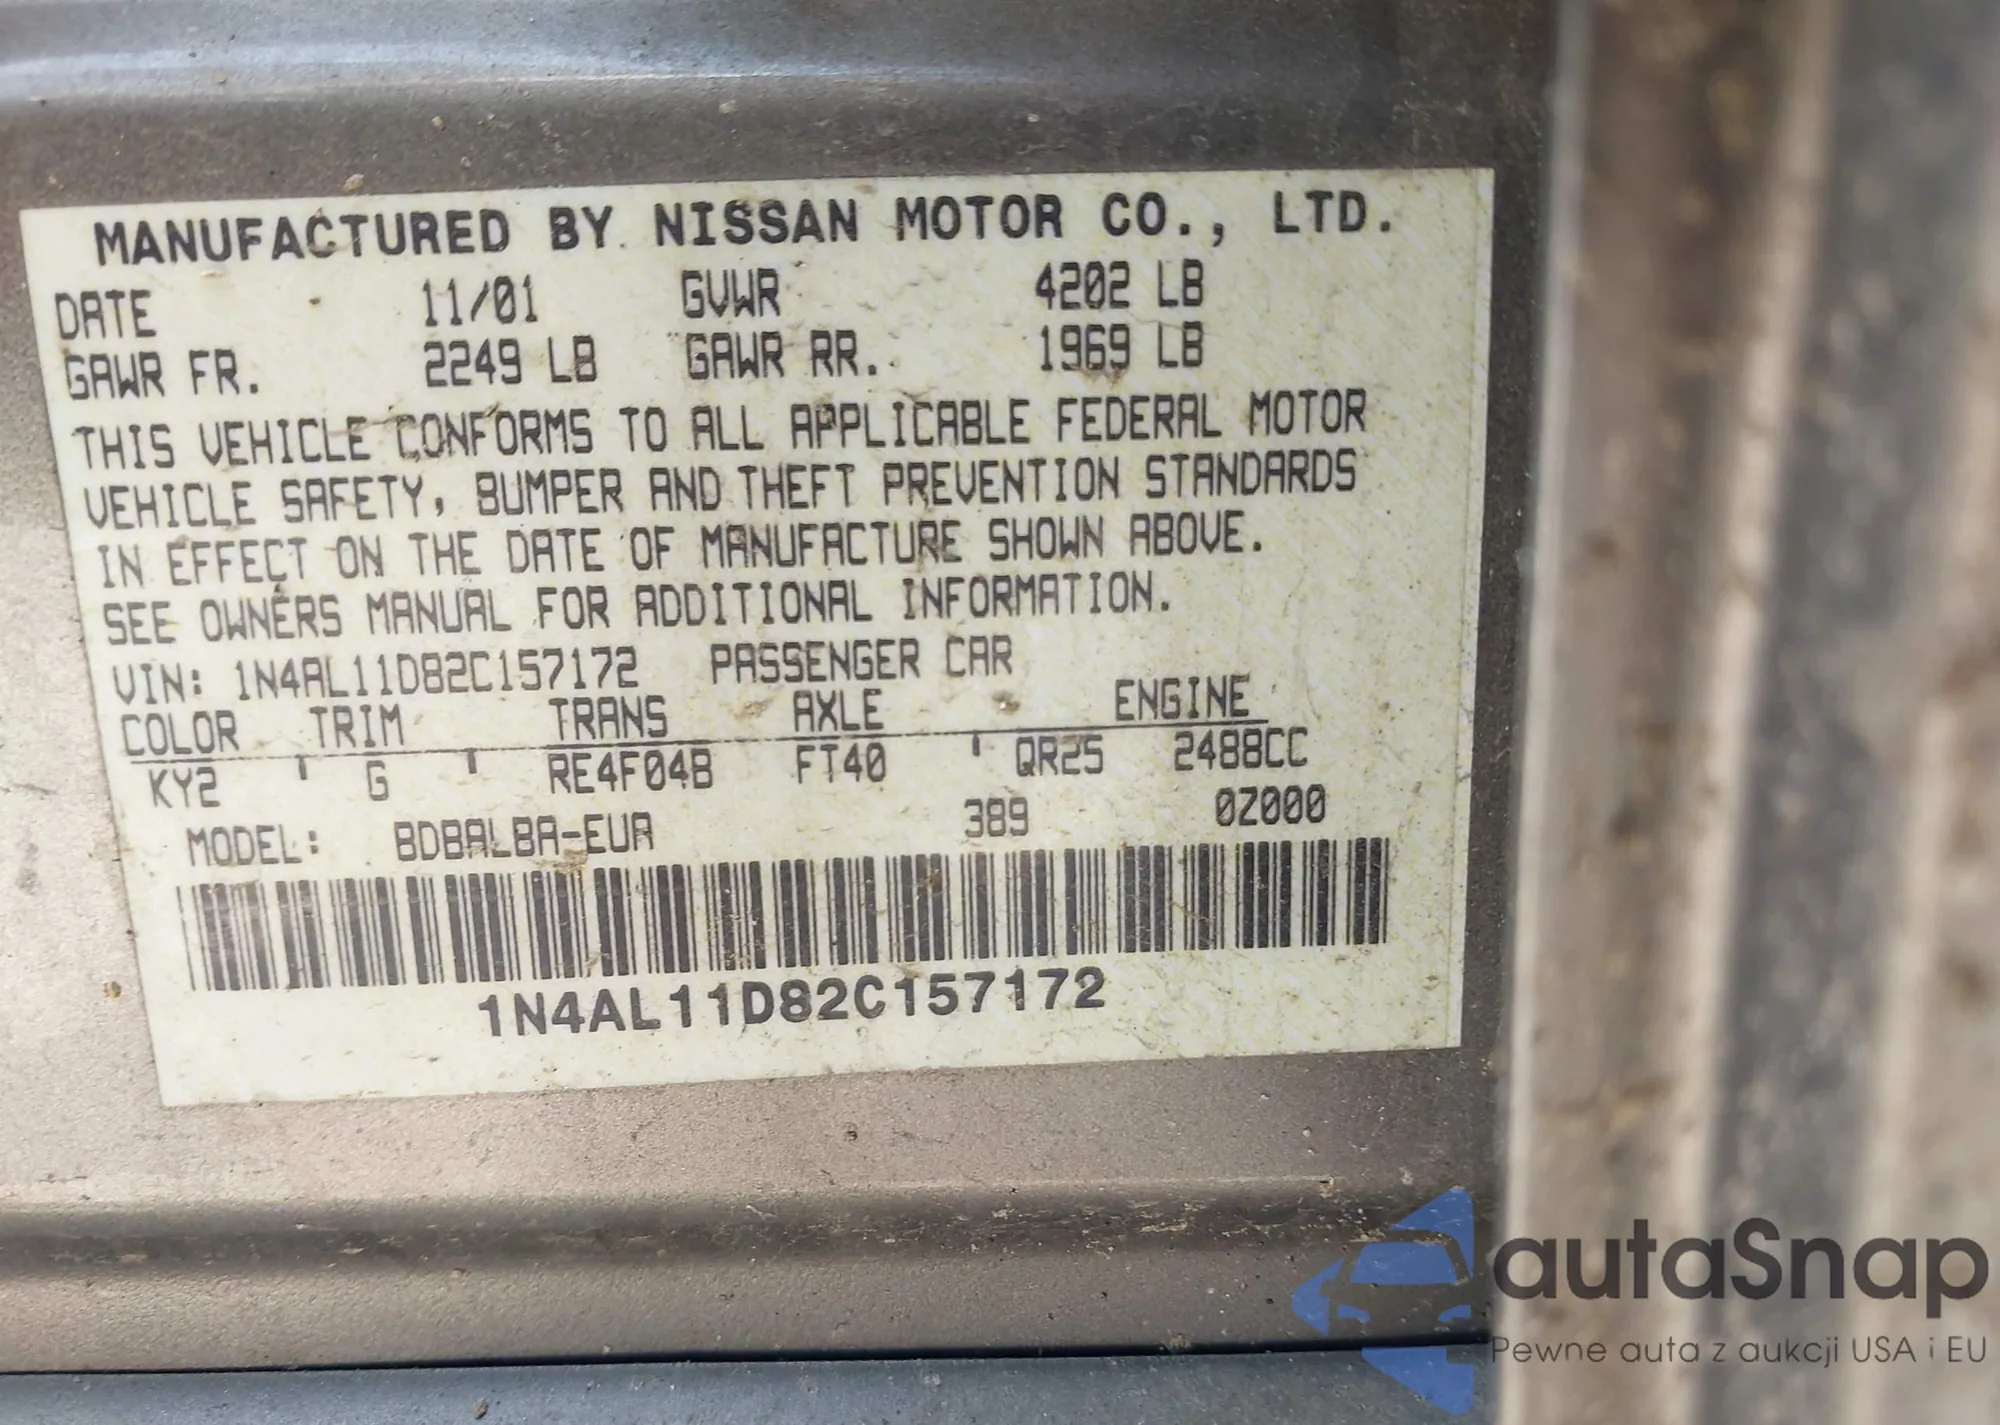 MANUFACTURED BY NISSAN MOTOR CO., LTD.
DATE 11/01 GVWR 4202 LB
GAWR FR. 2249 LB GAWR RR. 1969 LB
THIS VEHICLE CONFORMS TO ALL APPLICABLE FEDERAL MOTOR
VEHICLE SAFETY, BUMPER AND THEFT PREVENTION STANDARDS
IN EFFECT ON THE DATE OF MANUFACTURE SHOWN ABOVE.
SEE OWNERS MANUAL FOR ADDITIONAL INFORMATION.
VIN: 1N4AL11D82C157172 PASSENGER CAR
COLOR TRIM TRANS AXLE ENGINE
KY2 G RE4F04B FT40 QR25 2488CC
MODEL: BDBALBA-EUA 389 0Z000
1N4AL11D82C157172
autaSnap
Pewne auta z aukcji USA i EU